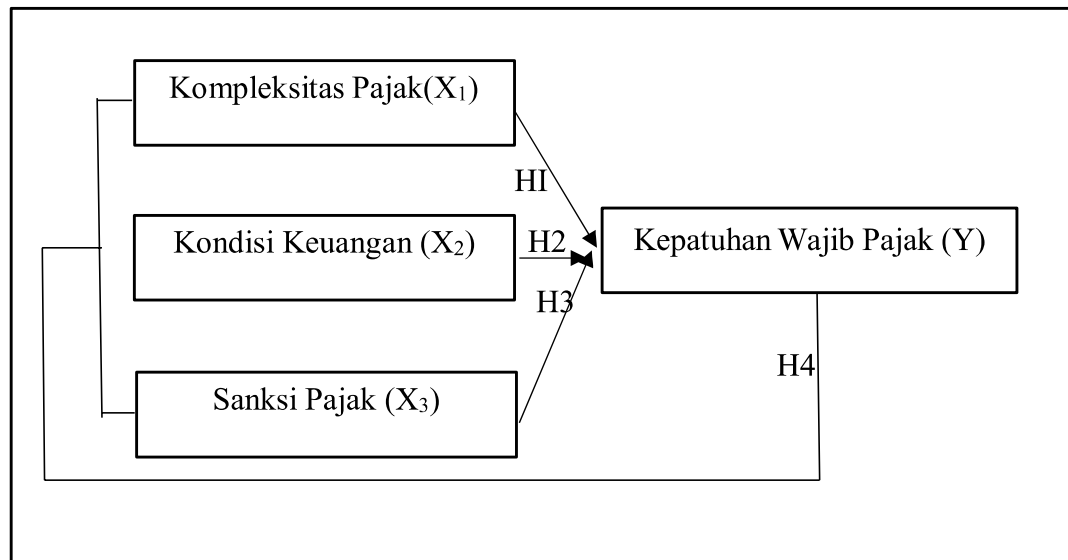 Kompleksitas Pajak(X₁)
HI
Kondisi Keuangan (X₂)
H2
Kepatuhan Wajib Pajak (Y)
H3
H4
Sanksi Pajak (X₃)